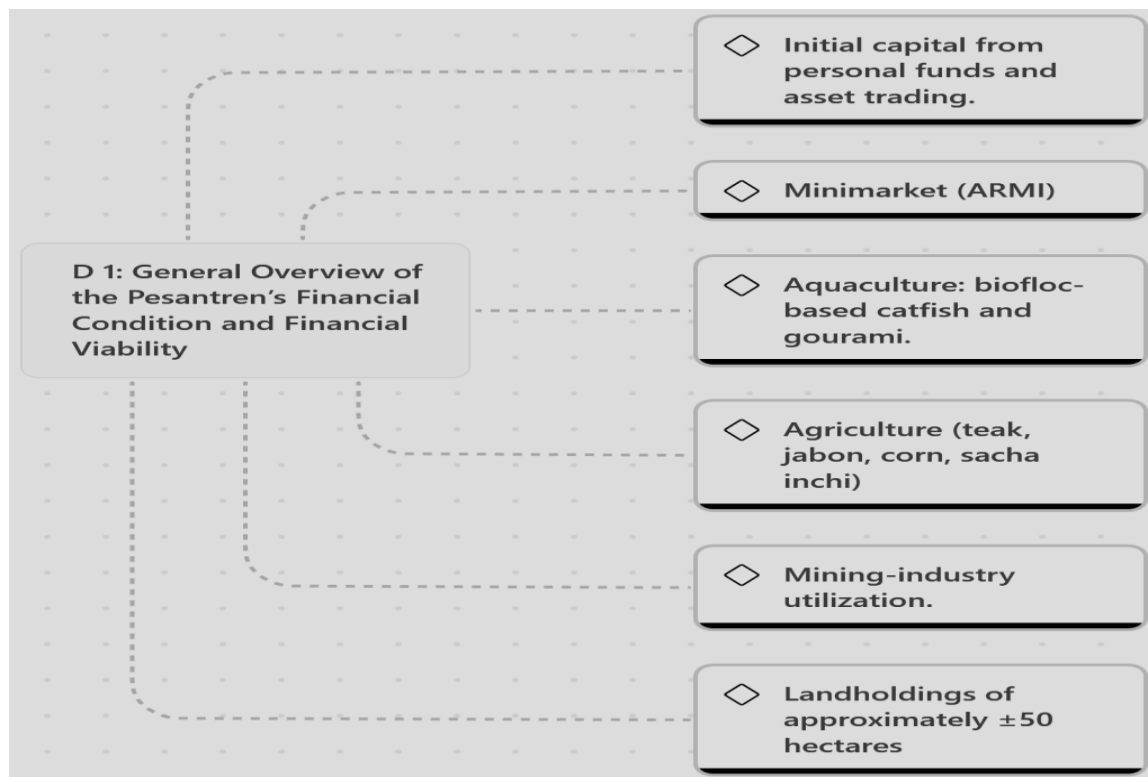 Initial capital from
personal funds and
asset trading.
Minimarket (ARMI)
D 1: General Overview of
the Pesantren’s Financial
Condition and Financial
Viability
Aquaculture: biofloc-
based catfish and
gourami.
Agriculture (teak,
jabon, corn, sacha
inchi)
Mining-industry
utilization.
Landholdings of
approximately ±50
hectares